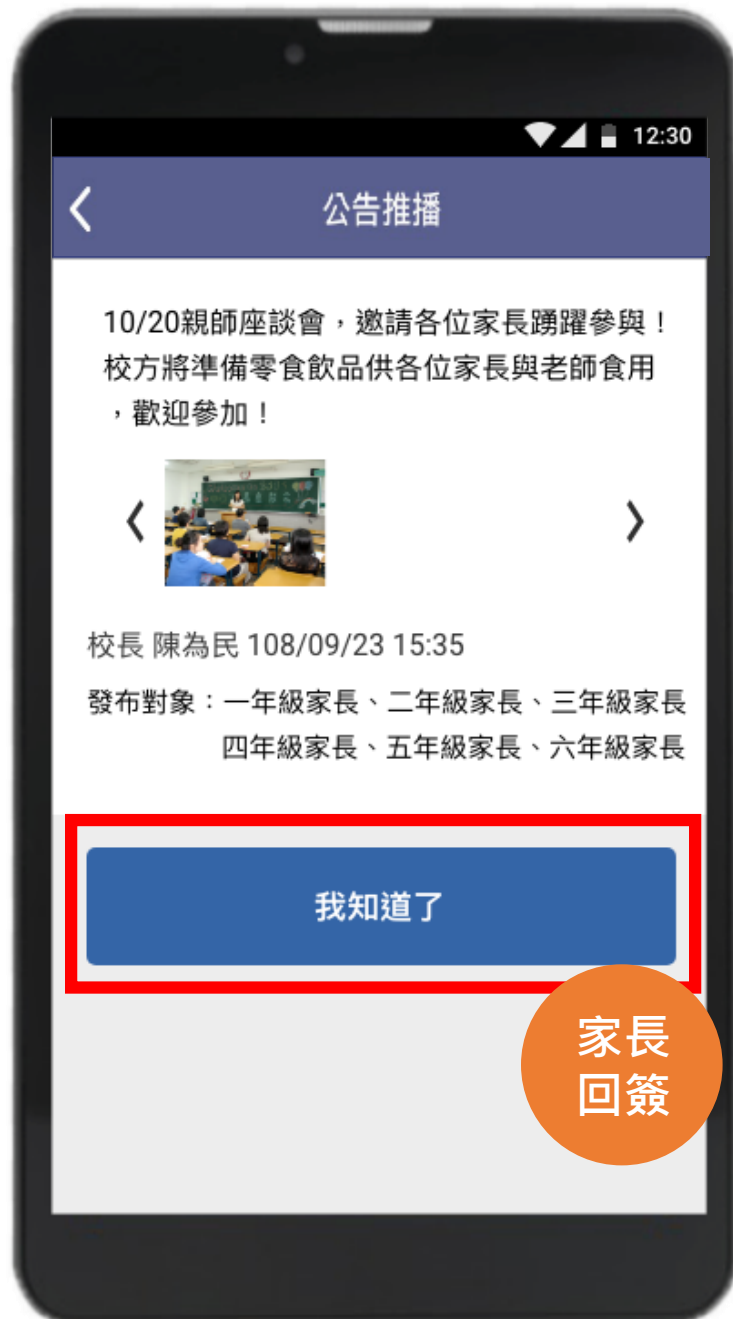 12:30
公告推播
10/20親師座談會，邀請各位家長踴躍參與！
校方將準備零食飲品供各位家長與老師食用
，歡迎參加！
校長 陳為民 108/09/23 15:35
發布對象：一年級家長、二年級家長、三年級家長
四年級家長、五年級家長、六年級家長
我知道了
家長
回簽